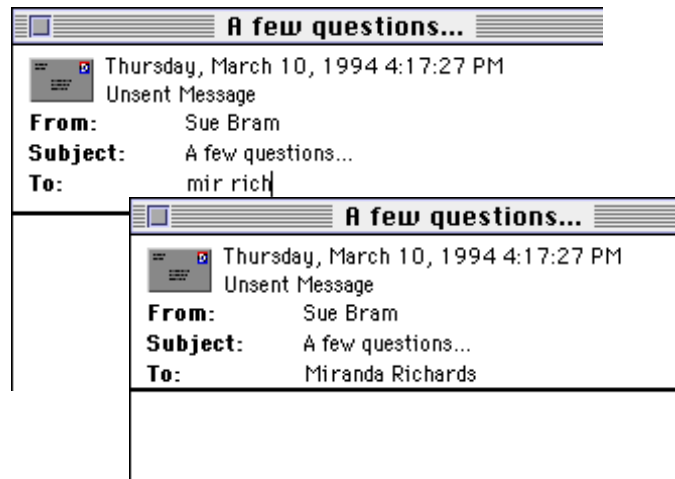 A few questions...
Thursday, March 10, 1994 4:17:27 PM
Unsent Message
From: Sue Bram
Subject: A few questions...
To: mir rich
A few questions...
Thursday, March 10, 1994 4:17:27 PM
Unsent Message
From: Sue Bram
Subject: A few questions...
To: Miranda Richards